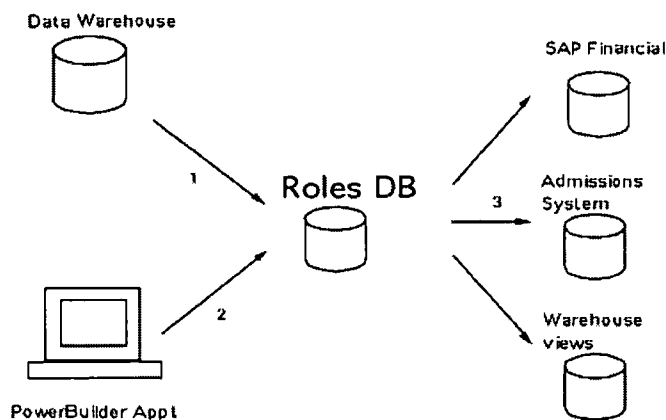 Data Warehouse
SAP Financial
1
Roles DB
3
Admissions
System
2
Warehouse
views
PowerBuilder Appt